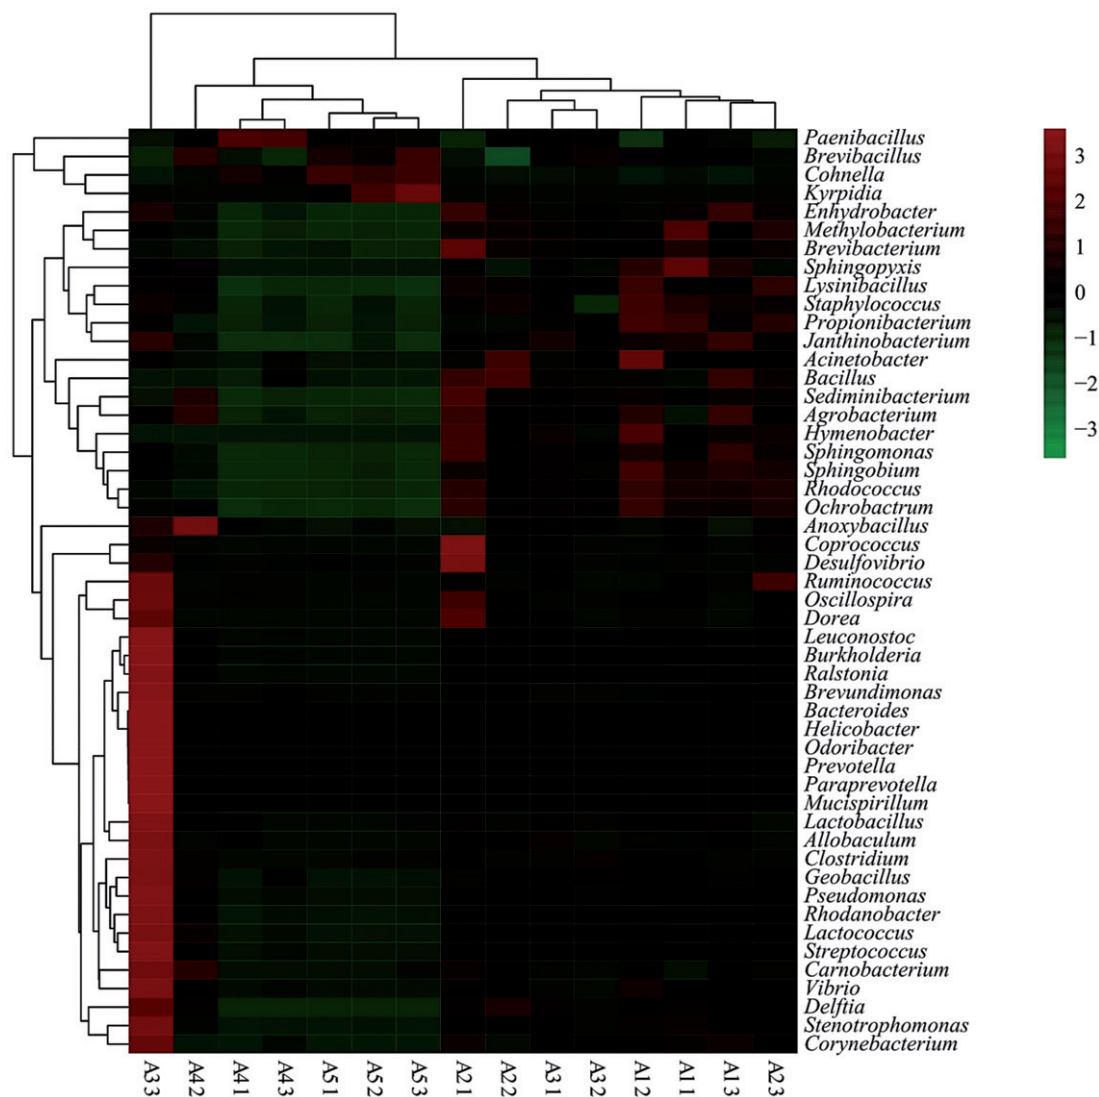 Paenibacillus
Brevibacillus
Cohnella
Kyrpidia
Enhydrobacter
Methylobacterium
Brevibacterium
Sphingopyxis
Lysinibacillus
Staphylococcus
Propionibacterium
Janthinobacterium
Acinetobacter
Bacillus
Sediminibacterium
Agrobacterium
Hymenobacter
Sphingomonas
Sphingobium
Rhodococcus
Ochrobactrum
Anoxybacillus
Coprococcus
Desulfovibrio
Ruminococcus
Oscillospira
Dorea
Leuconostoc
Burkholderia
Ralstonia
Brevundimonas
Bacteroides
Helicobacter
Odoribacter
Prevotella
Paraprevotella
Mucispirillum
Lactobacillus
Allobaculum
Clostridium
Geobacillus
Pseudomonas
Rhodanobacter
Lactococcus
Streptococcus
Carnobacterium
Vibrio
Delftia
Stenotrophomonas
Corynebacterium
3
2
1
0
−1
−2
−3
A33 A42 A41 A43 A51 A52 A53 A21 A22 A31 A32 A12 A11 A13 A23